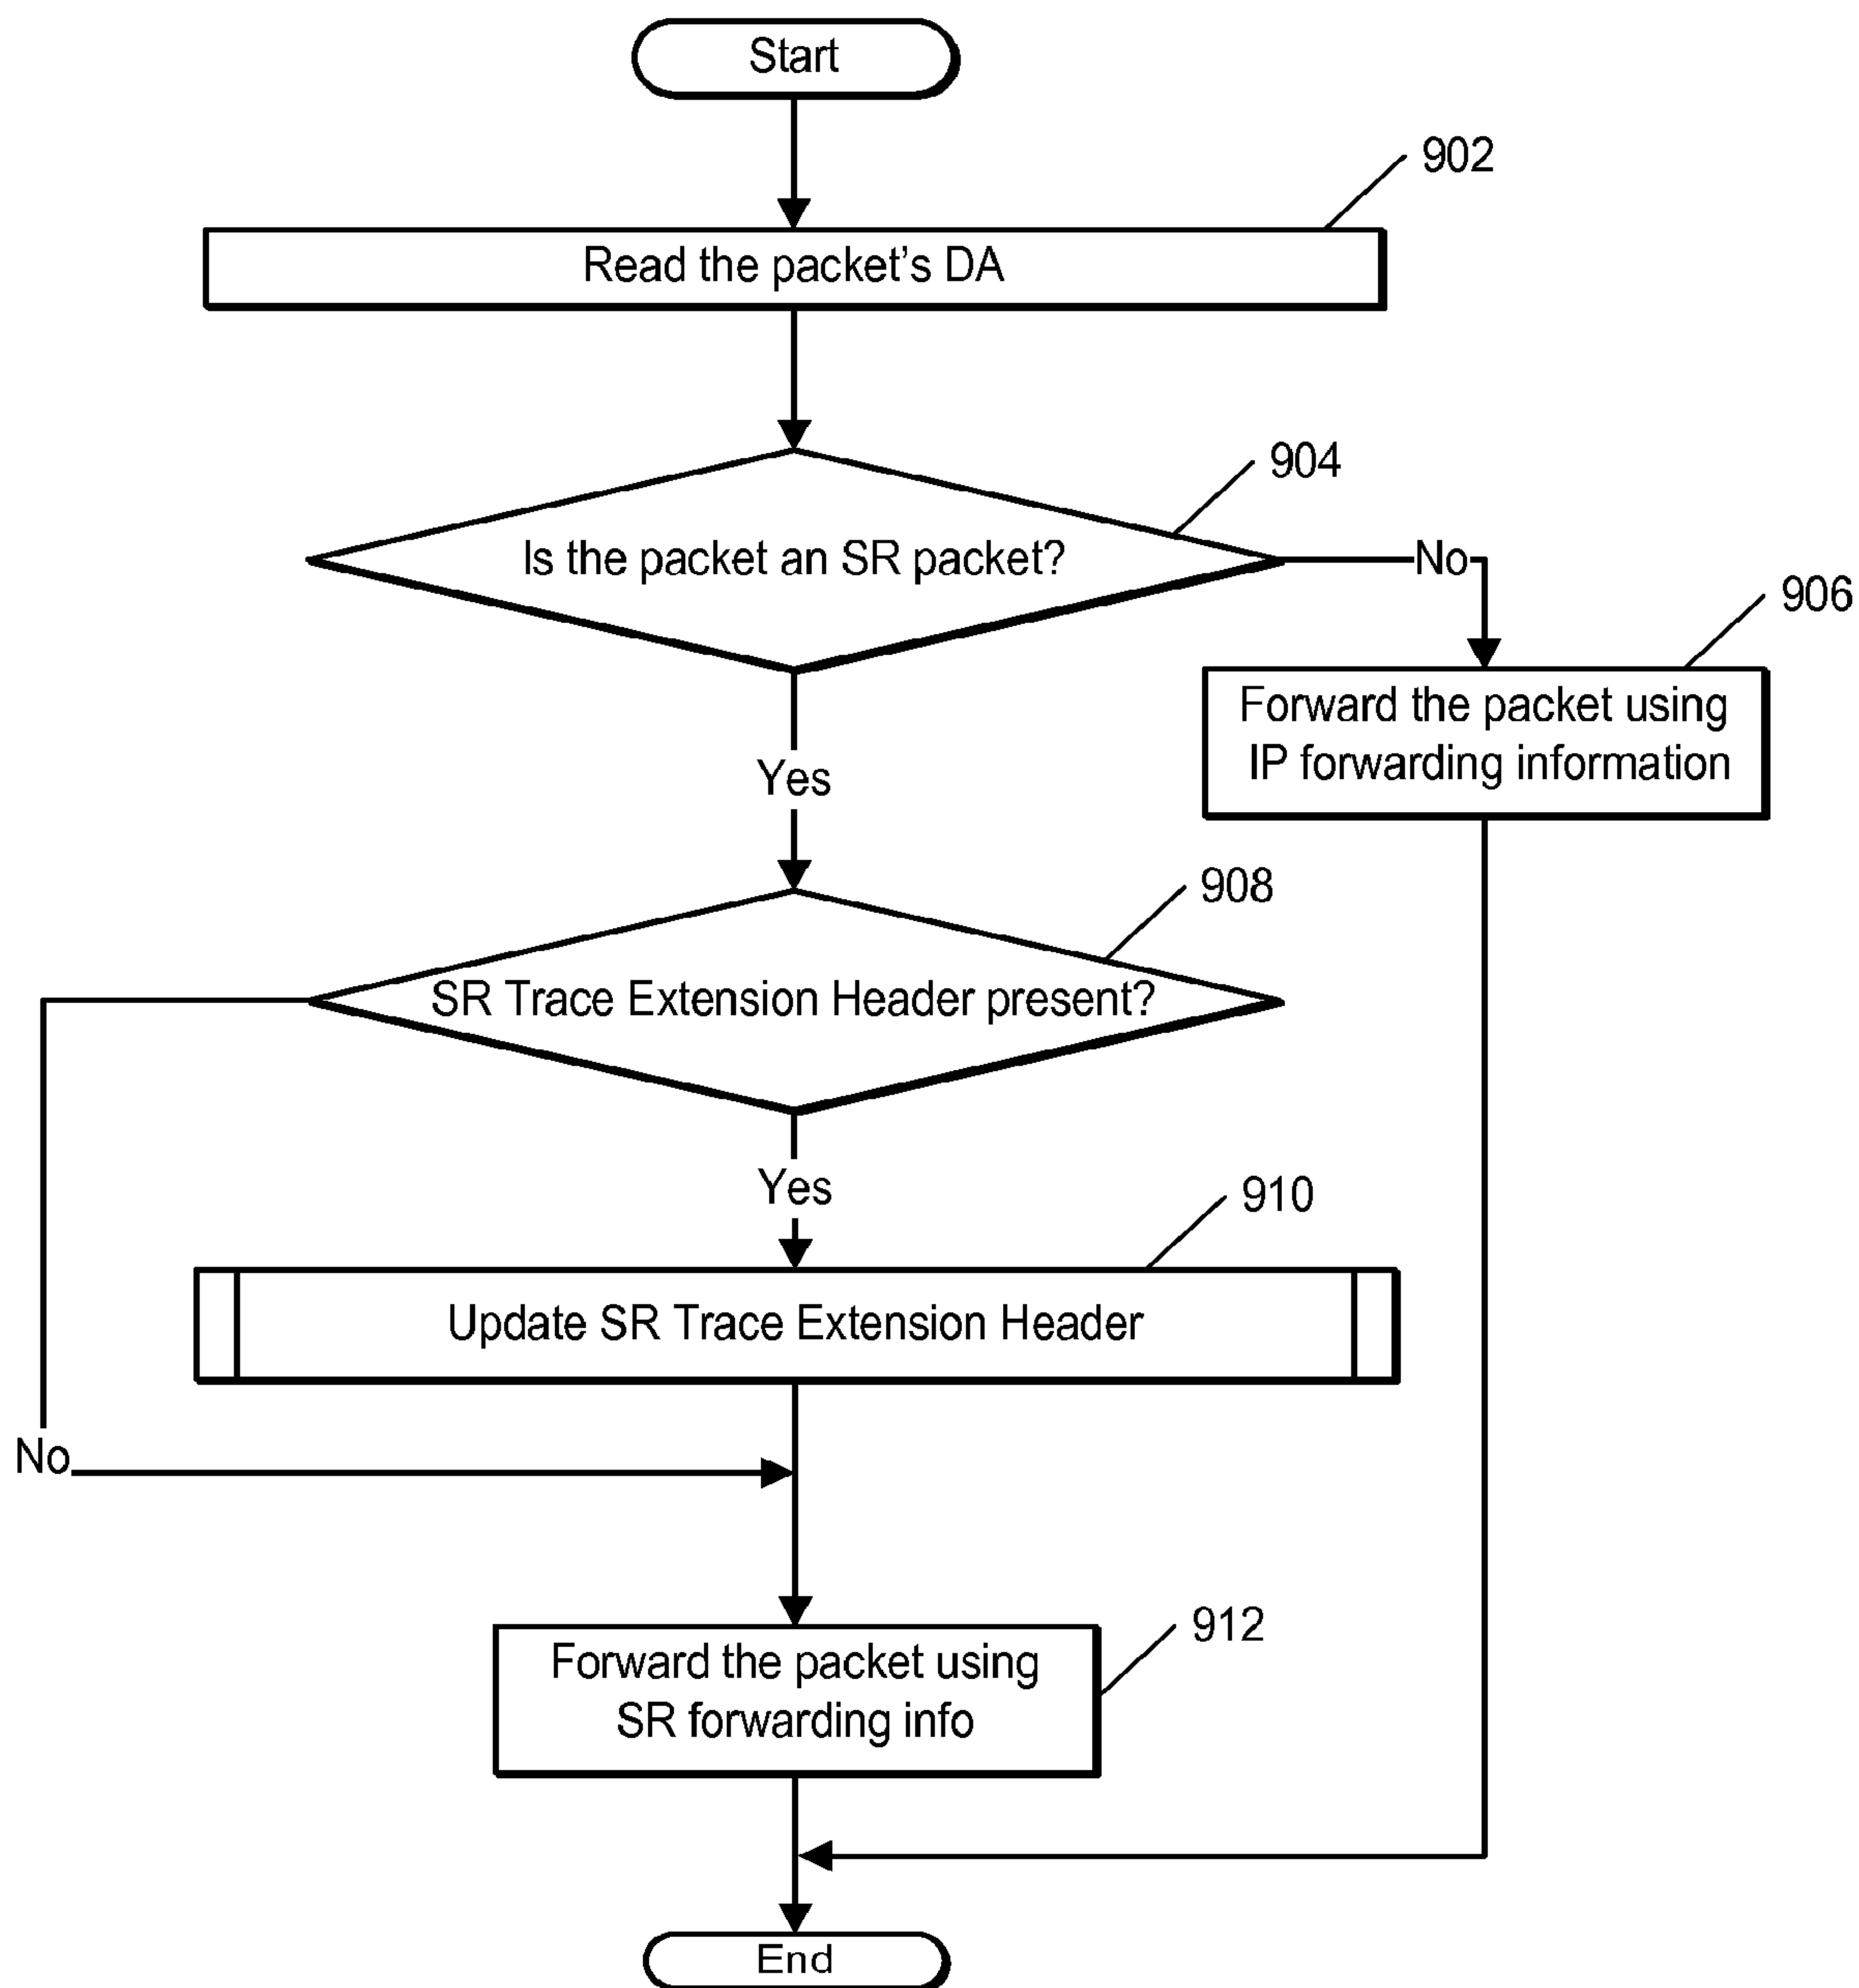 Start
902
Read the packet's DA
904
Is the packet an SR packet?
No
906
Forward the packet using
IP forwarding information
Yes
908
SR Trace Extension Header present?
Yes
910
Update SR Trace Extension Header
No
912
Forward the packet using
SR forwarding info
End